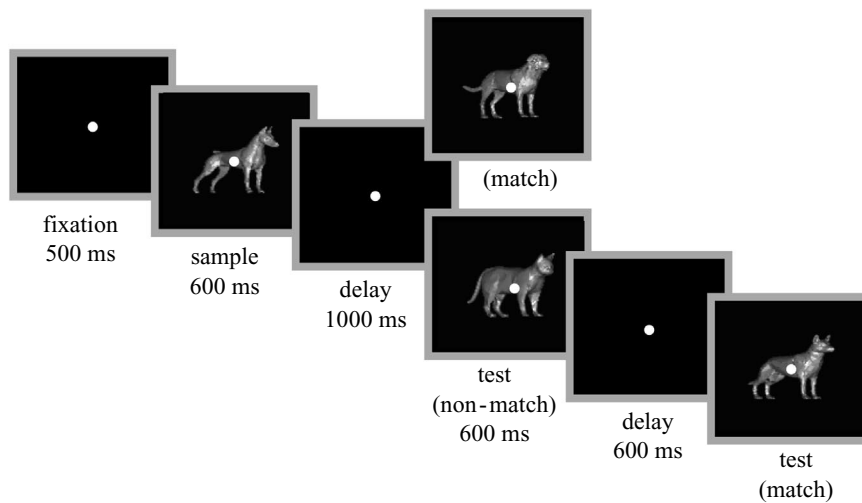 fixation
500 ms
sample
600 ms
delay
1000 ms
(match)
test
(non-match)
600 ms
delay
600 ms
test
(match)